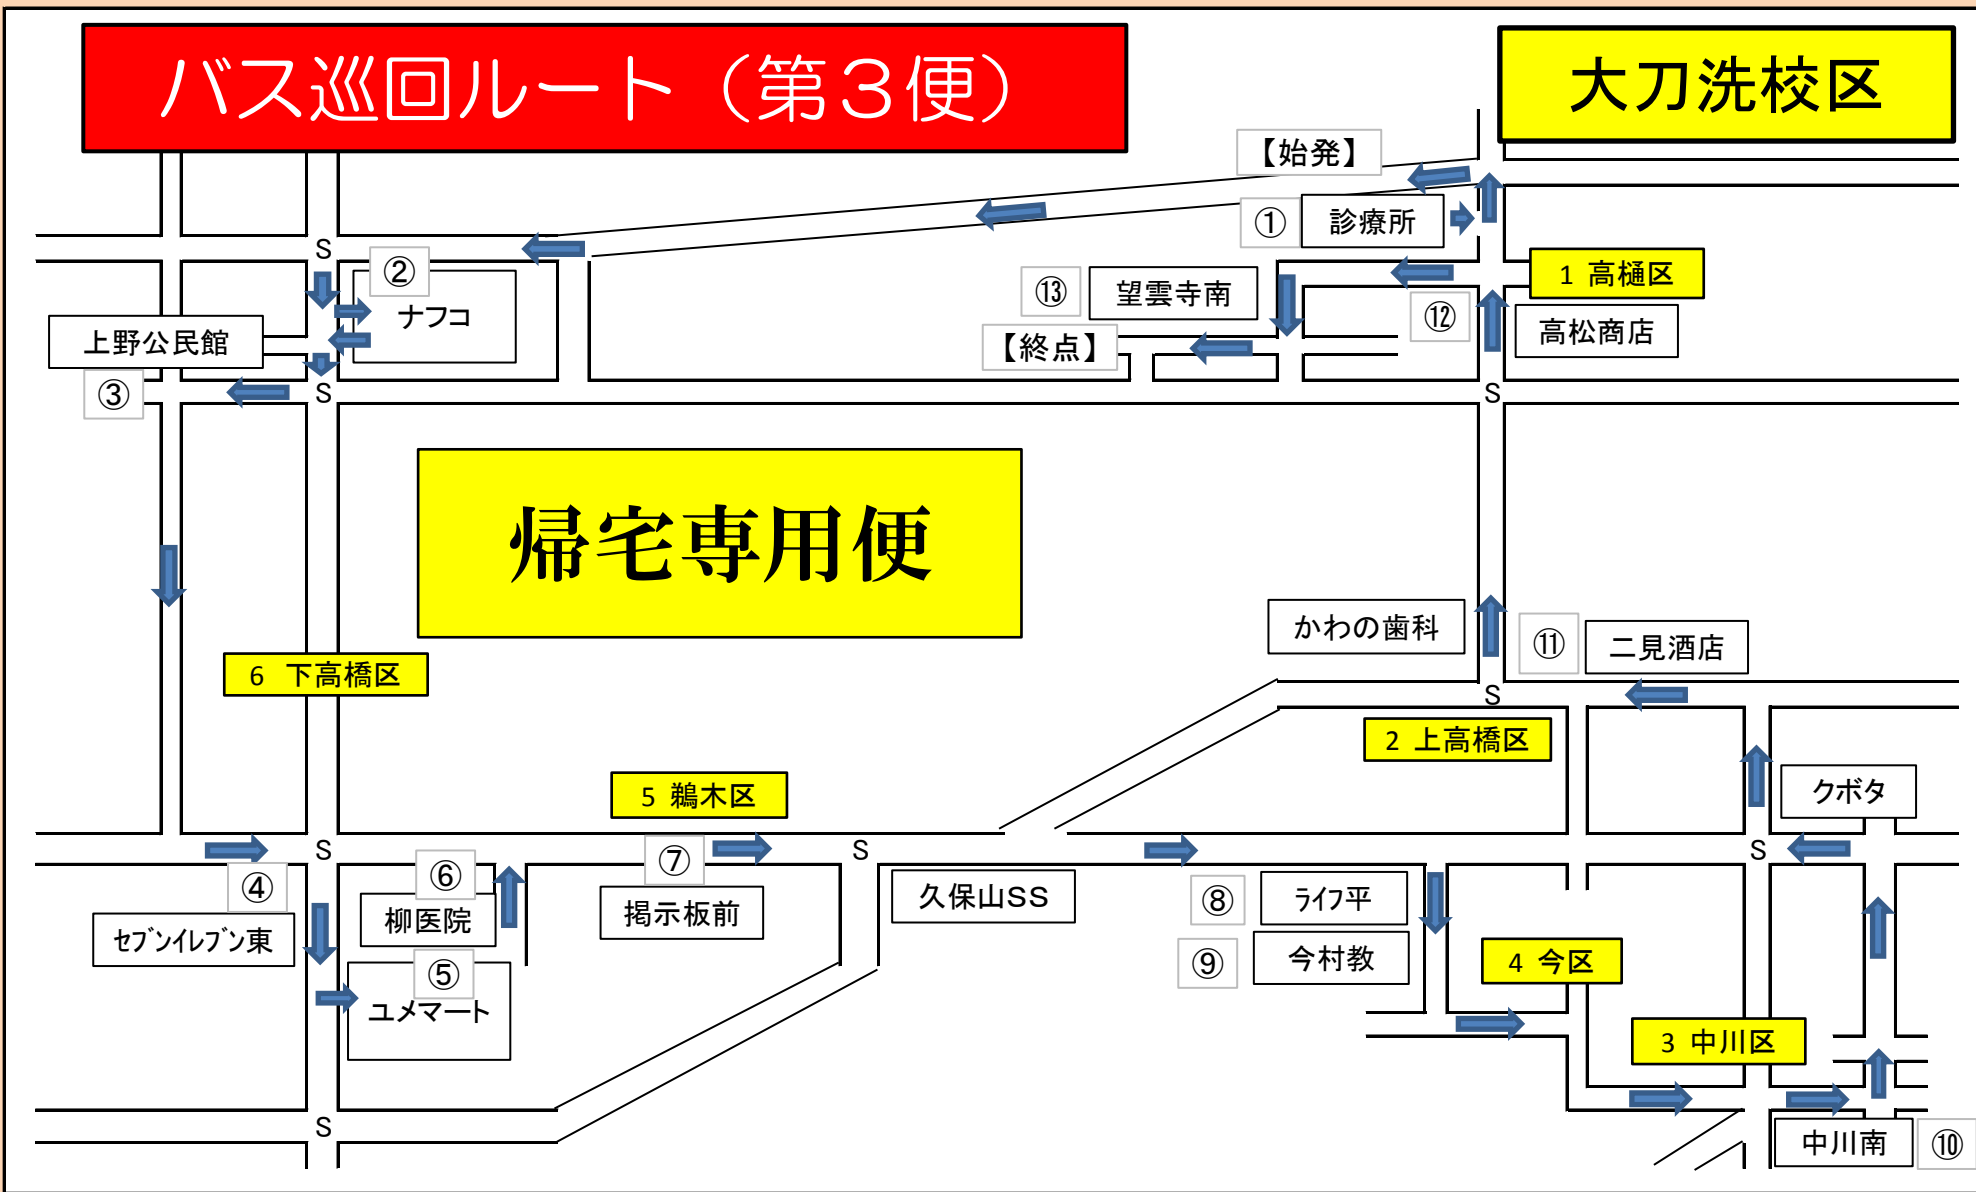 バス巡回ルート（第３便）
大刀洗校区
【始発】
①
診療所
S
②
ナフコ
⑬
望雲寺南
1 高樋区
⑫
高松商店
上野公民館
【終点】
③
S
S
帰宅専用便
かわの歯科
⑪
二見酒店
6 下高橋区
S
2 上高橋区
5 鵜木区
クボタ
S
⑥
⑦
S
S
④
柳医院
掲示板前
久保山SS
⑧
ライフ平
セブンイレブン東
⑨
今村教
4 今区
⑤
ユメマート
3 中川区
S
中川南
⑩